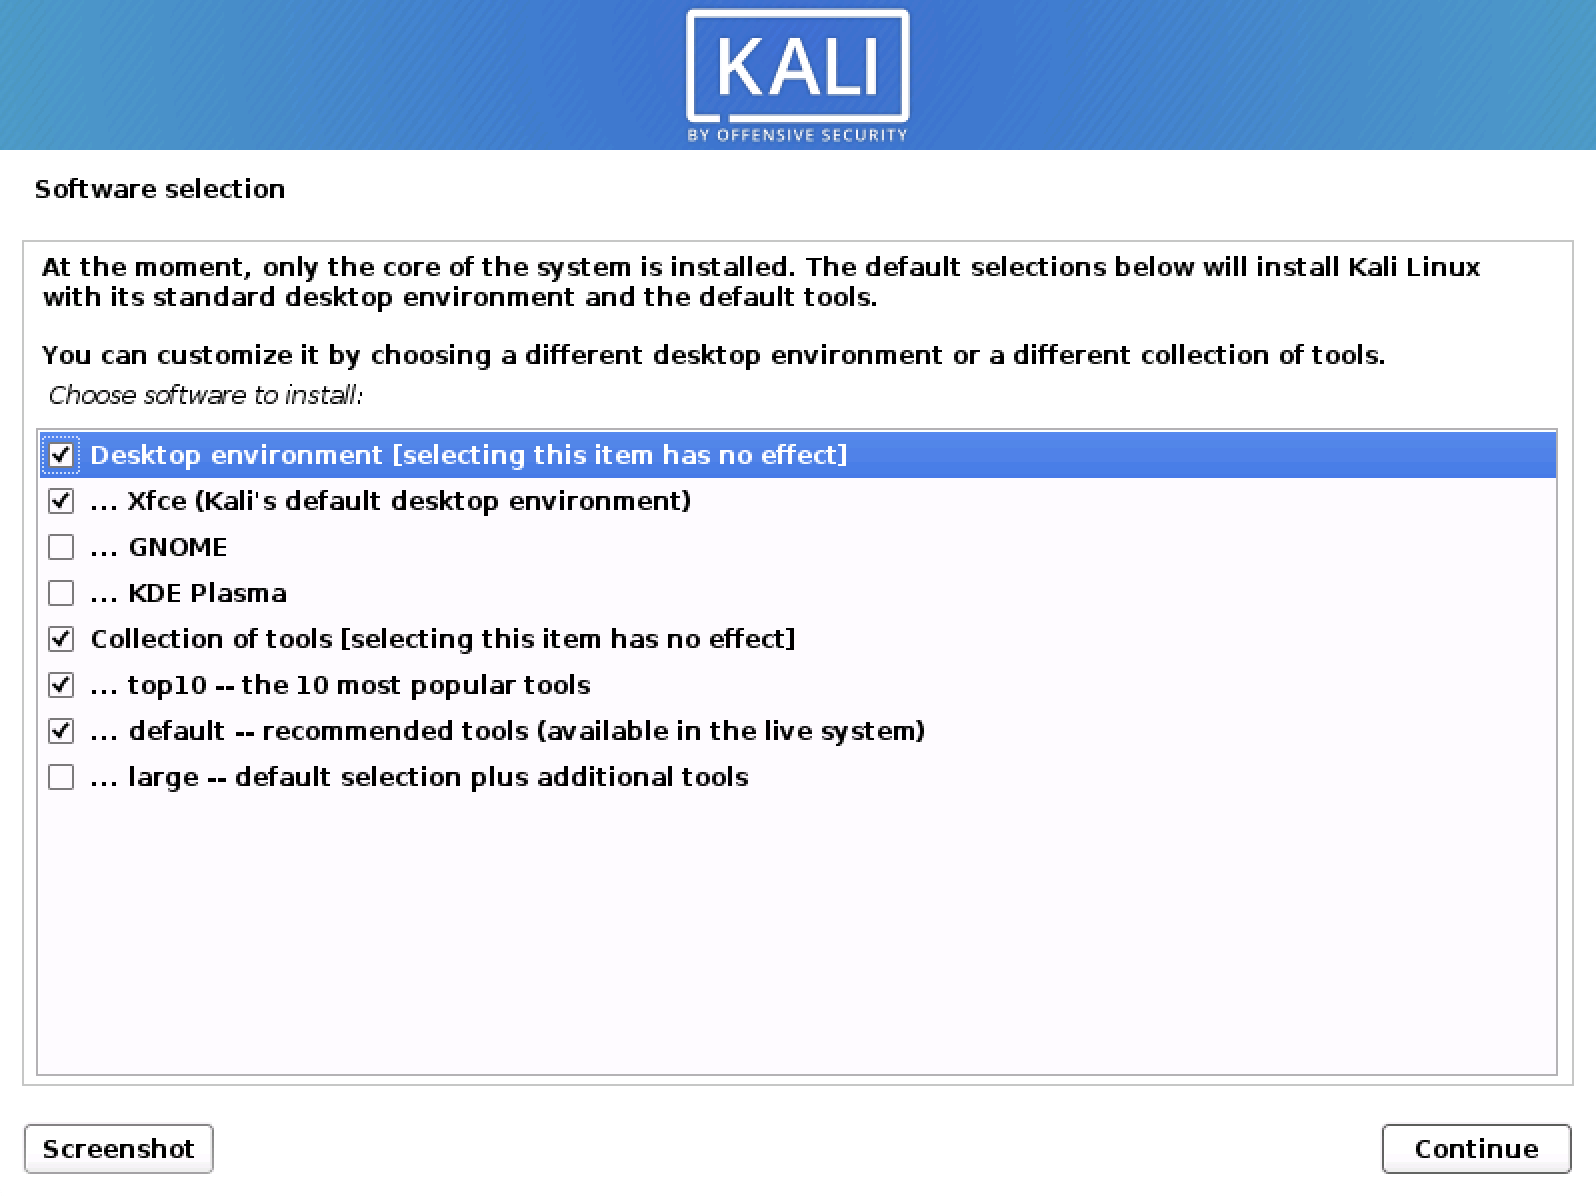 KALI
BY OFFENSIVE SECURITY
Software selection
At the moment, only the core of the system is installed. The default selections below will install Kali Linux
with its standard desktop environment and the default tools.
You can customize it by choosing a different desktop environment or a different collection of tools.
Choose software to install:
Desktop environment [selecting this item has no effect]
... Xfce (Kali's default desktop environment)
... GNOME
... KDE Plasma
Collection of tools [selecting this item has no effect]
... top10 -- the 10 most popular tools
... default -- recommended tools (available in the live system)
... large -- default selection plus additional tools
Screenshot
Continue